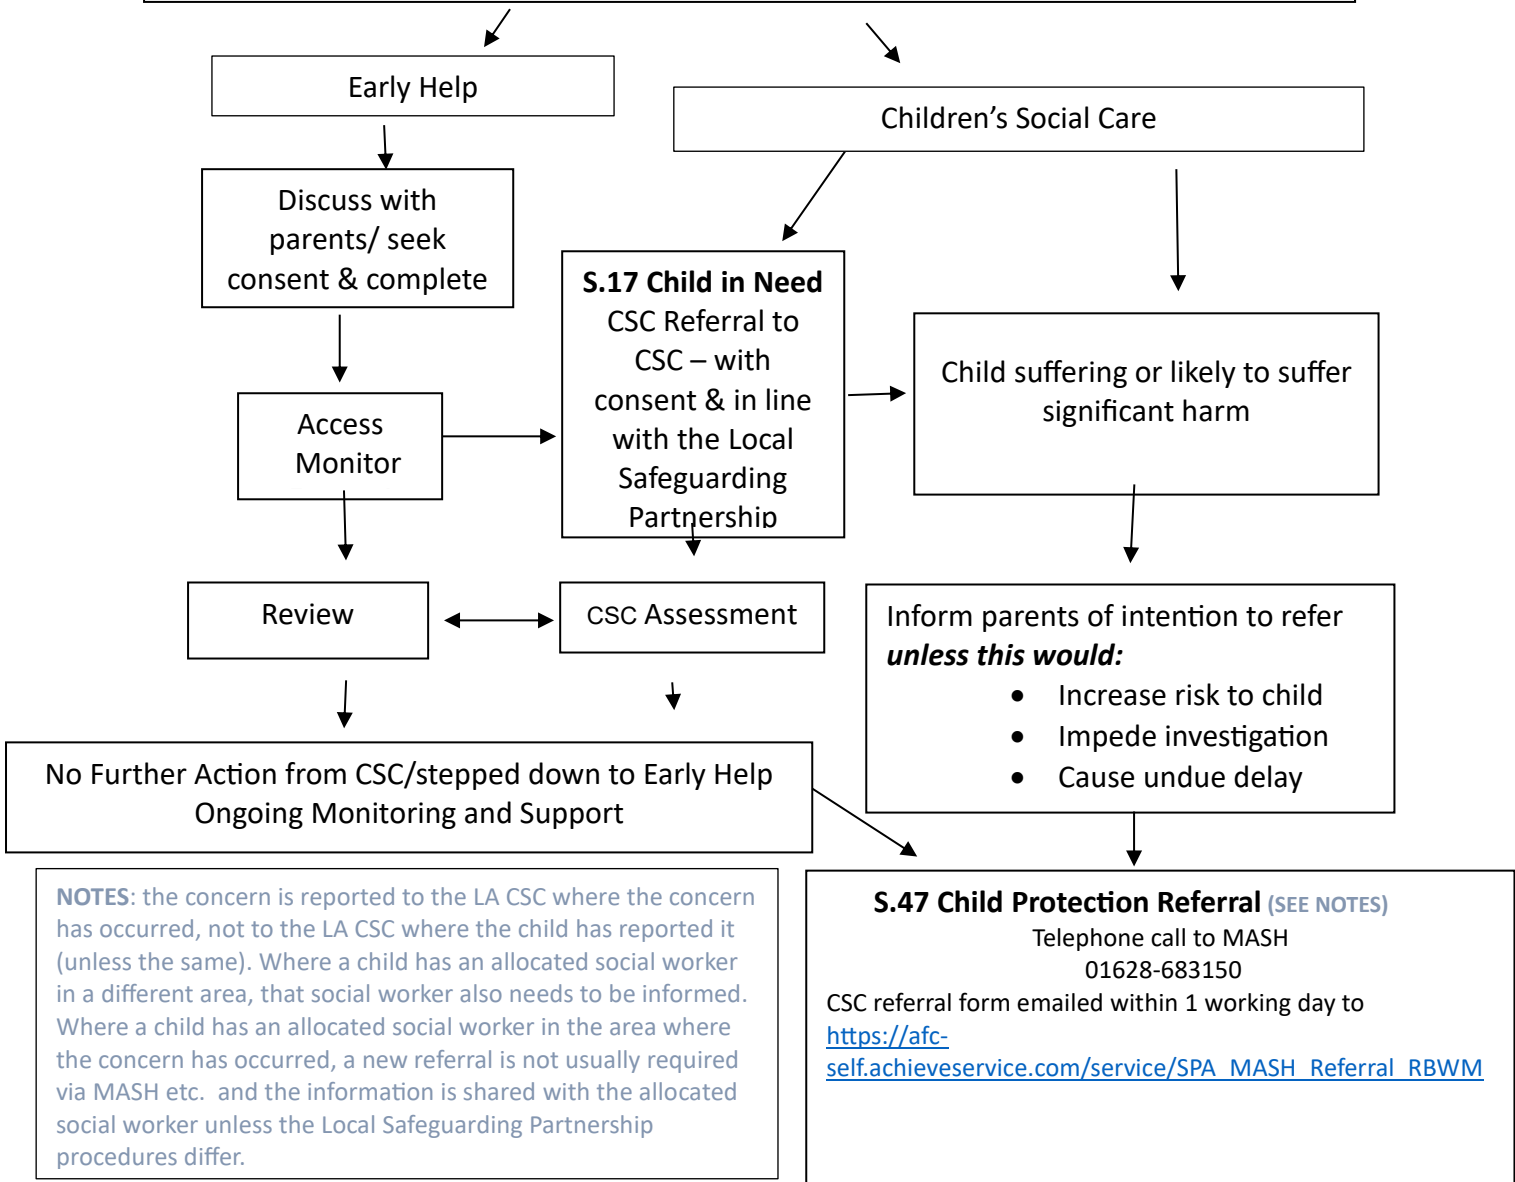 Early Help
Children's Social Care
Discuss with
parents/ seek
consent & complete
S.17 Child in Need
CSC Referral to
CSC – with
consent & in line
with the Local
Safeguarding
Partnership
Child suffering or likely to suffer
significant harm
Access
Monitor
Review
CSC Assessment
Inform parents of intention to refer
unless this would:
• Increase risk to child
• Impede investigation
• Cause undue delay
No Further Action from CSC/stepped down to Early Help
Ongoing Monitoring and Support
NOTES: the concern is reported to the LA CSC where the concern
has occurred, not to the LA CSC where the child has reported it
(unless the same). Where a child has an allocated social worker
in a different area, that social worker also needs to be informed.
Where a child has an allocated social worker in the area where
the concern has occurred, a new referral is not usually required
via MASH etc. and the information is shared with the allocated
social worker unless the Local Safeguarding Partnership
procedures differ.
S.47 Child Protection Referral (SEE NOTES)
Telephone call to MASH
01628-683150
CSC referral form emailed within 1 working day to
https://afc-
self.achieveservice.com/service/SPA_MASH_Referral_RBWM